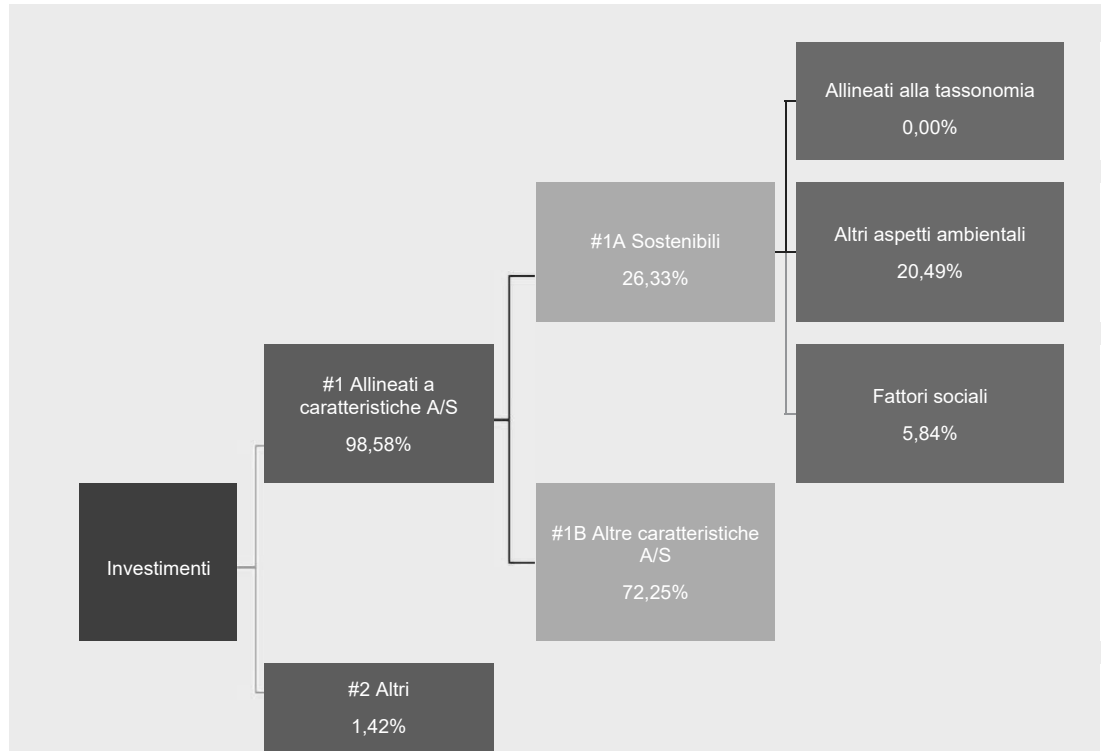 Allineati alla tassonomia
0,00%
#1A Sostenibili
26,33%
Altri aspetti ambientali
20,49%
#1 Allineati a
caratteristiche A/S
98,58%
Fattori sociali
5,84%
Investimenti
#1B Altre caratteristiche
A/S
72,25%
#2 Altri
1,42%